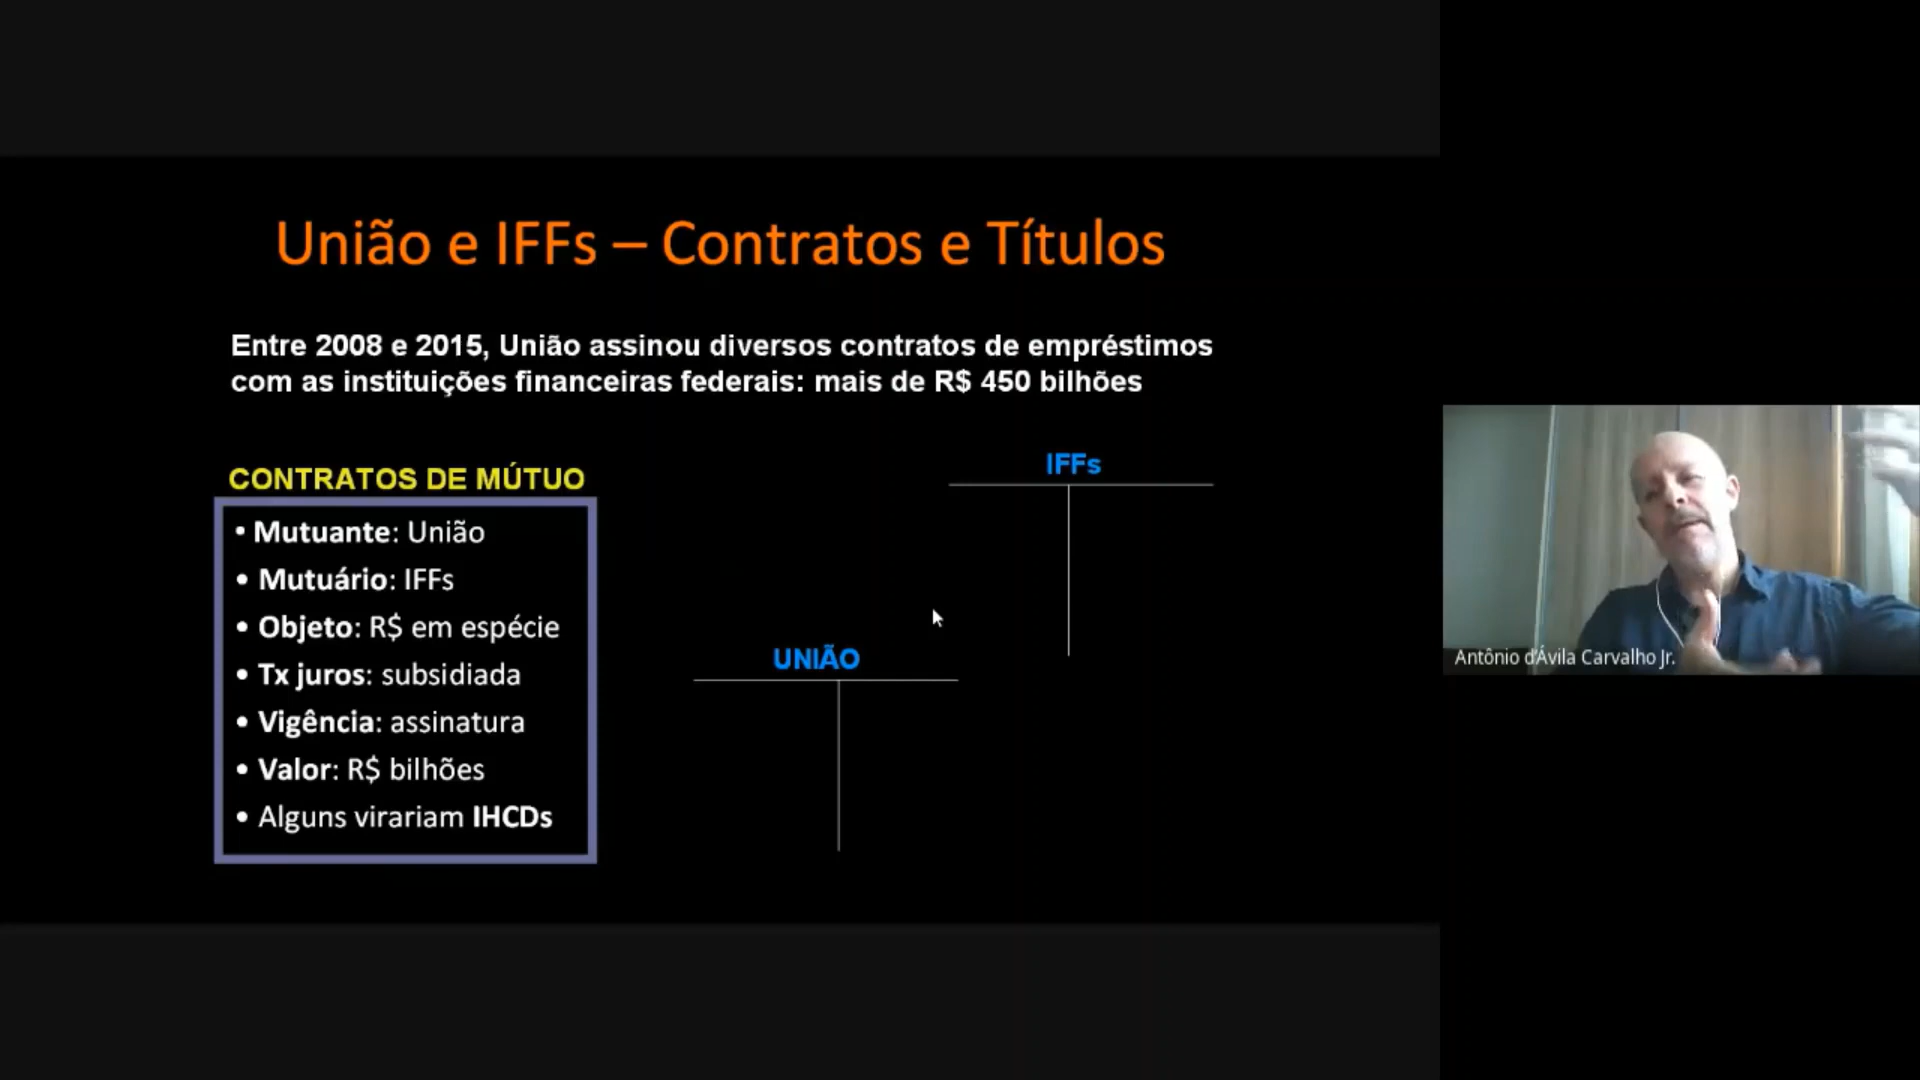 União e IFFs – Contratos e Títulos
Entre 2008 e 2015, União assinou diversos contratos de empréstimos
com as instituições financeiras federais: mais de R$ 450 bilhões
CONTRATOS DE MÚTUO
• Mutuante: União
• Mutuário: IFFs
• Objeto: R$ em espécie
• Tx juros: subsidiada
• Vigência: assinatura
• Valor: R$ bilhões
• Alguns virariam IHCDs
IFFs
UNIÃO
Antônio d'Ávila Carvalho Jr.